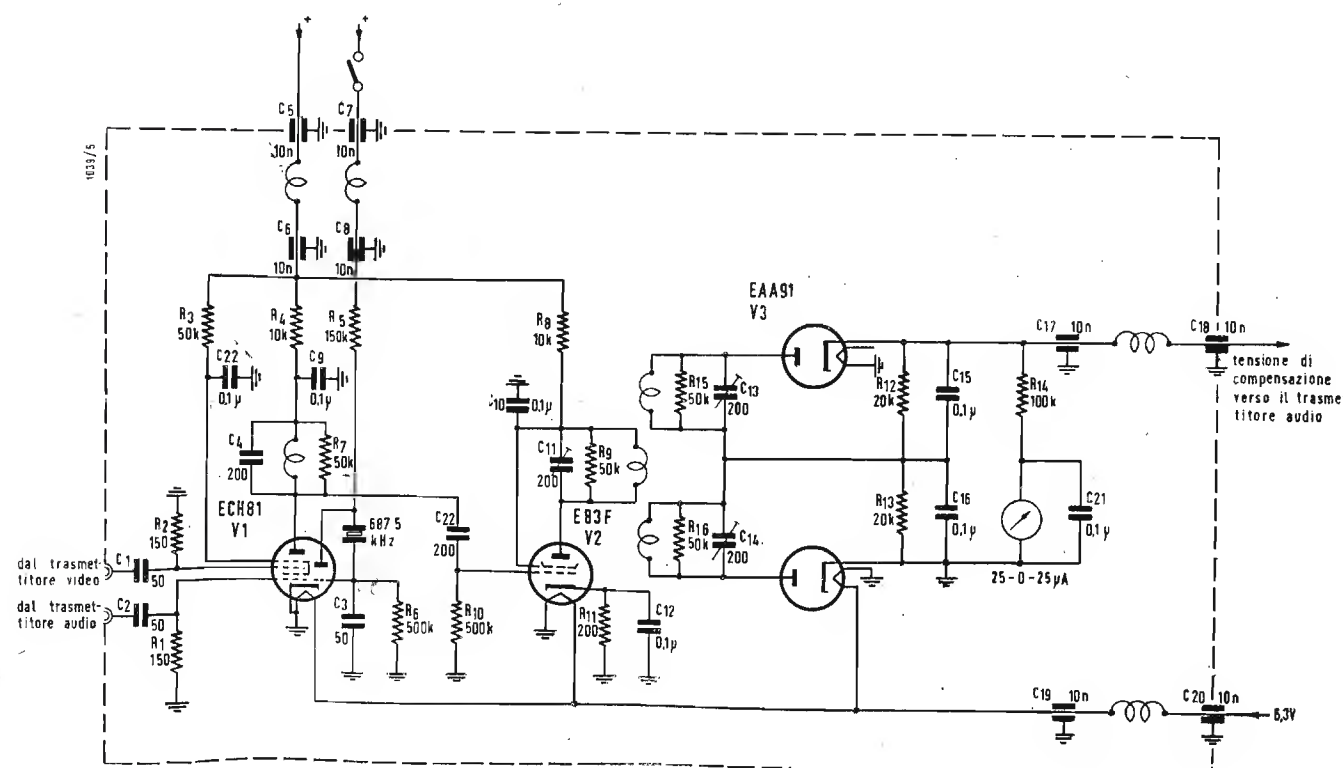 + +
C5 C7
10n 10n
1039/5
C6 C8
10n 10n
R3 50k
R4 10k
R5 150k
R8 10k
C22 0,1µ
C9 0,1µ
C4 200
R7 50k
ECH81
V1
687 5
kHz
C22 200
10 0,1µ
C11 200
R9 50k
E83F
V2
EAA91
V3
R15 50k
C13 200
R16 50k
C14 200
R12 20k
C15 0,1µ
R13 20k
C16 0,1µ
R14 100k
C21 0,1µ
25-0-25µA
C17 10n
C18 10n
tensione di
compensazione
verso il trasme
titore audio
R2 150
dal trasmet-
titore video
C1 50
dal trasmet-
titore audio
C2 50
R1 150
C3 50
R6 500k
R10 500k
R11 200
C12 0,1µ
C19 10n
C20 10n
6,3V